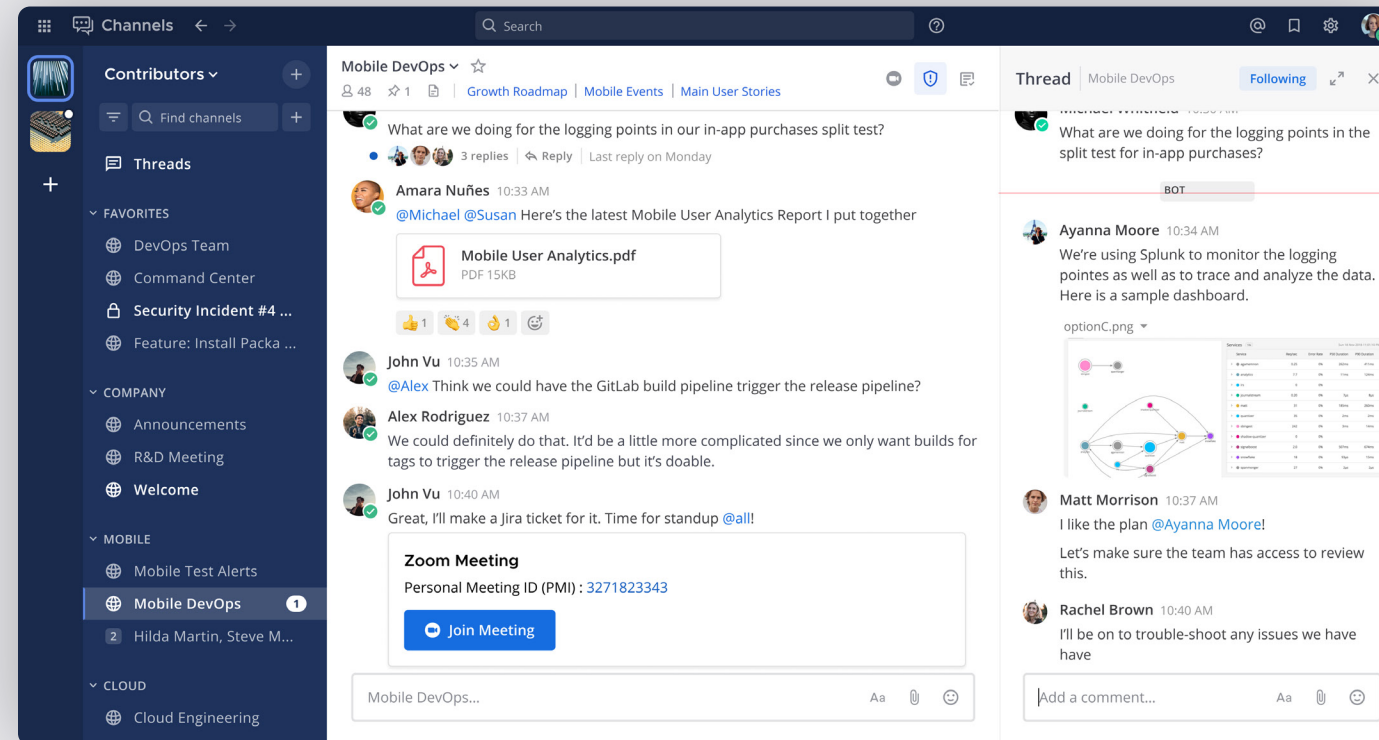 Channels
Search
Contributors
Find channels
Threads
FAVORITES
DevOps Team
Command Center
Security Incident #4 ...
Feature: Install Packa ...
COMPANY
Announcements
R&D Meeting
Welcome
MOBILE
Mobile Test Alerts
Mobile DevOps 1
2 Hilda Martin, Steve M...
CLOUD
Cloud Engineering
Mobile DevOps
48 1 Growth Roadmap | Mobile Events | Main User Stories
What are we doing for the logging points in our in-app purchases split test?
3 replies Reply Last reply on Monday
Amara Nuñes 10:33 AM
@Michael @Susan Here's the latest Mobile User Analytics Report I put together
Mobile User Analytics.pdf
PDF 15KB
1 4 1
John Vu 10:35 AM
@Alex Think we could have the GitLab build pipeline trigger the release pipeline?
Alex Rodriguez 10:37 AM
We could definitely do that. It'd be a little more complicated since we only want builds for
tags to trigger the release pipeline but it's doable.
John Vu 10:40 AM
Great, I'll make a Jira ticket for it. Time for standup @all!
Zoom Meeting
Personal Meeting ID (PMI) : 3271823343
Join Meeting
Mobile DevOps...
Aa
Thread Mobile DevOps Following
What are we doing for the logging points in the
split test for in-app purchases?
BOT
Ayanna Moore 10:34 AM
We're using Splunk to monitor the logging
pointes as well as to trace and analyze the data.
Here is a sample dashboard.
optionC.png
Services
Matt Morrison 10:37 AM
I like the plan @Ayanna Moore!
Let's make sure the team has access to review
this.
Rachel Brown 10:40 AM
I'll be on to trouble-shoot any issues we have
have
Add a comment...
Aa